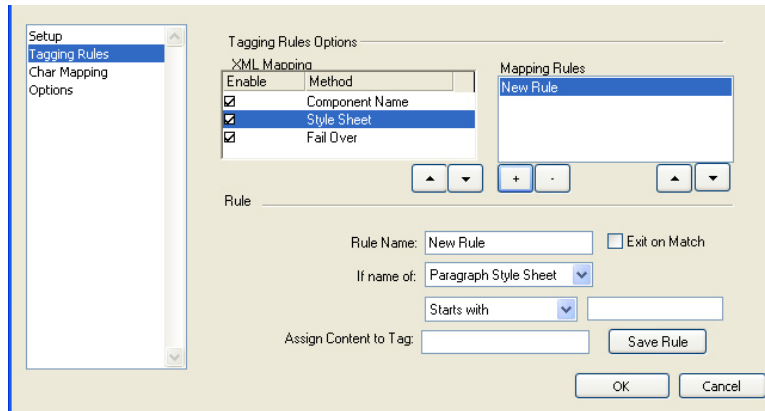 Setup
Tagging Rules
Char Mapping
Options
Tagging Rules Options
XML Mapping
Enable Method
Component Name
Style Sheet
Fail Over
Mapping Rules
New Rule
+ -
Rule
Rule Name: New Rule Exit on Match
If name of: Paragraph Style Sheet
Starts with
Assign Content to Tag: Save Rule
OK Cancel